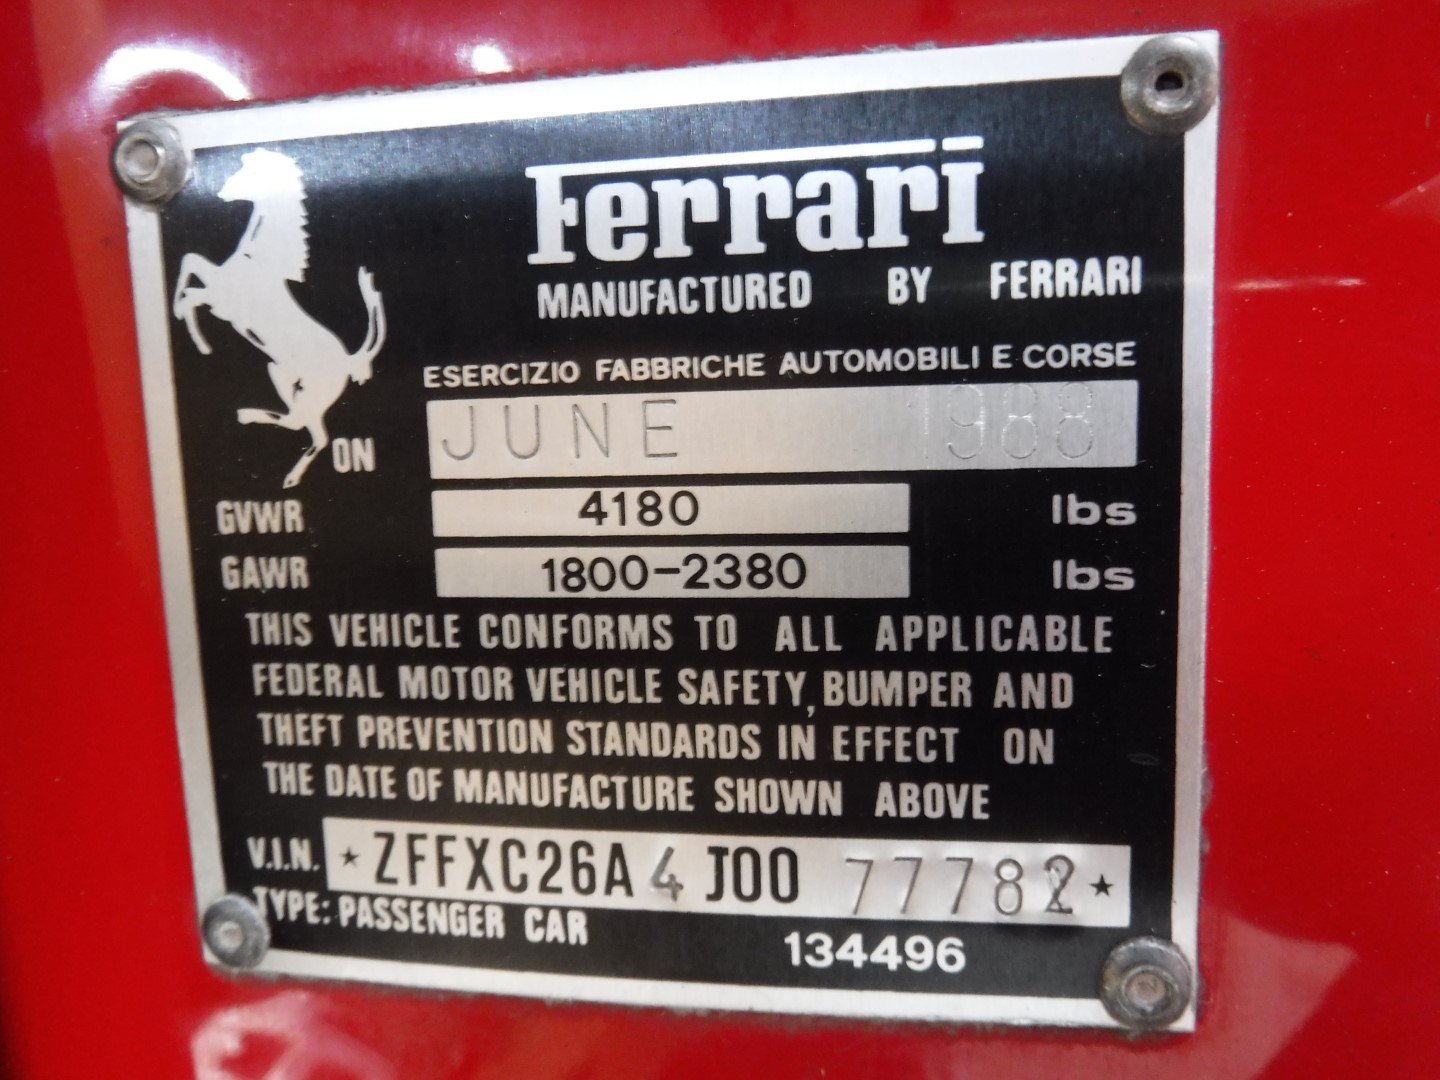 Ferrari
MANUFACTURED BY FERRARI
ESERCIZIO FABBRICHE AUTOMOBILI E CORSE
ON JUNE 1988
GVWR 4180 lbs
GAWR 1800-2380 lbs
THIS VEHICLE CONFORMS TO ALL APPLICABLE
FEDERAL MOTOR VEHICLE SAFETY, BUMPER AND
THEFT PREVENTION STANDARDS IN EFFECT ON
THE DATE OF MANUFACTURE SHOWN ABOVE
V.I.N. ★ ZFFXC26A4J0077782 ★
TYPE: PASSENGER CAR
134496